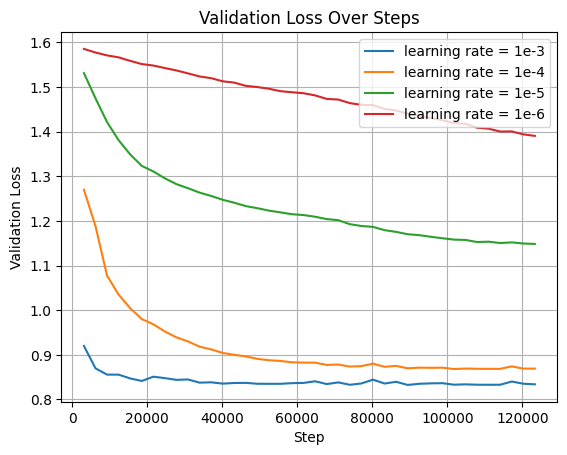 Validation Loss Over Steps
1.6
1.5
1.4
1.3
1.2
1.1
1.0
0.9
0.8
Validation Loss
learning rate = 1e-3
learning rate = 1e-4
learning rate = 1e-5
learning rate = 1e-6
0
20000
40000
60000
80000
100000
120000
Step